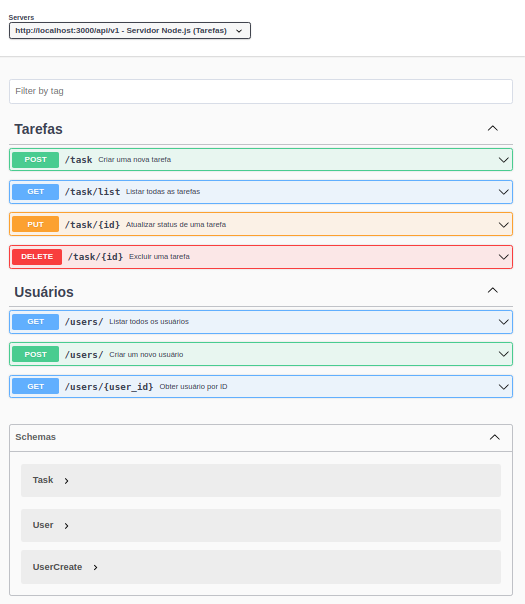 Servers
http://localhost:3000/api/v1 - Servidor Node.js (Tarefas)
Filter by tag
Tarefas
POST /task Criar uma nova tarefa
GET /task/list Listar todas as tarefas
PUT /task/{id} Atualizar status de uma tarefa
DELETE /task/{id} Excluir uma tarefa
Usuários
GET /users/ Listar todos os usuários
POST /users/ Criar um novo usuário
GET /users/{user_id} Obter usuário por ID
Schemas
Task
User
UserCreate